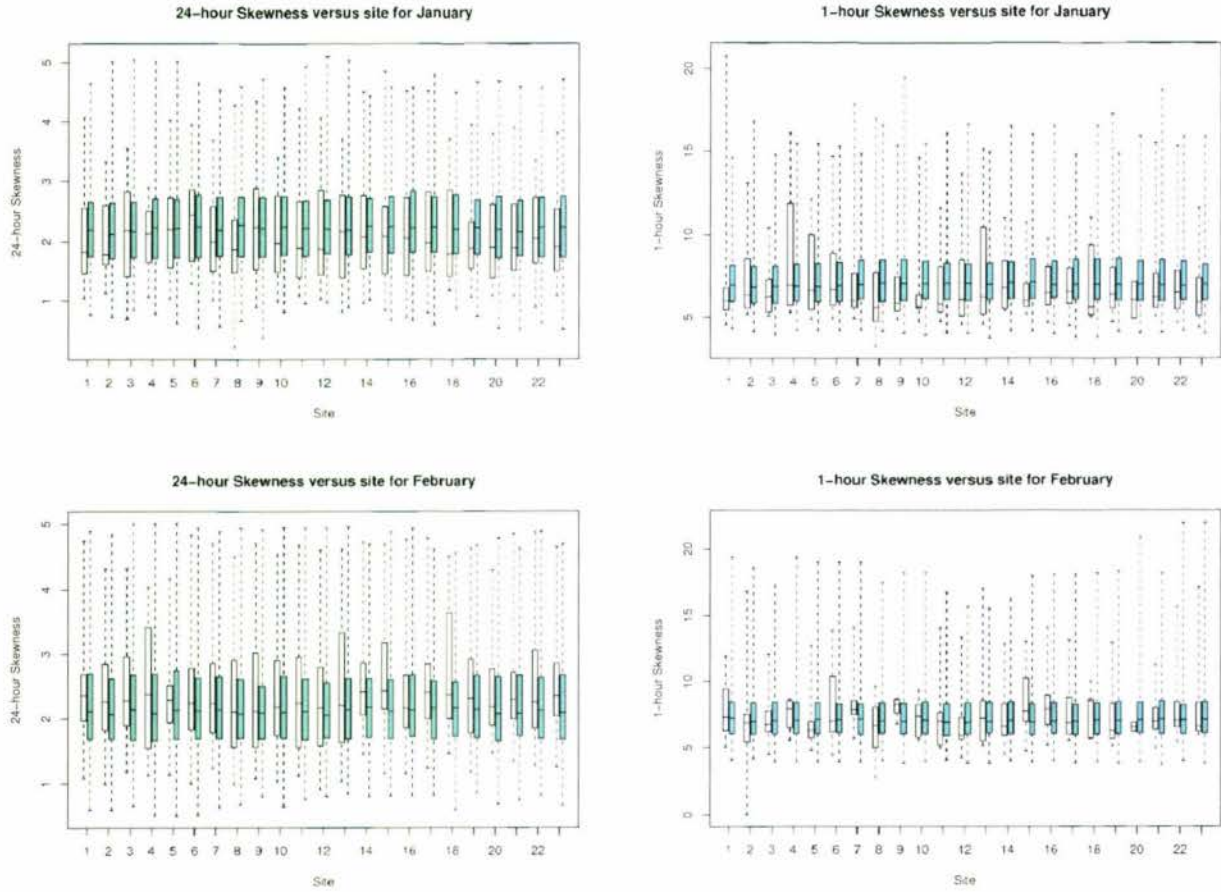 24-hour Skewness versus site for January
24-hour Skewness
5
4
3
2
1
1 2 3 4 5 6 7 8 9 10 12 14 16 18 20 22
Site
1-hour Skewness versus site for January
1-hour Skewness
20
15
10
5
1 2 3 4 5 6 7 8 9 10 12 14 16 18 20 22
Site
24-hour Skewness versus site for February
24-hour Skewness
5
4
3
2
1
1 2 3 4 5 6 7 8 9 10 12 14 16 18 20 22
Site
1-hour Skewness versus site for February
1-hour Skewness
20
15
10
5
0
1 2 3 4 5 6 7 8 9 10 12 14 16 18 20 22
Site